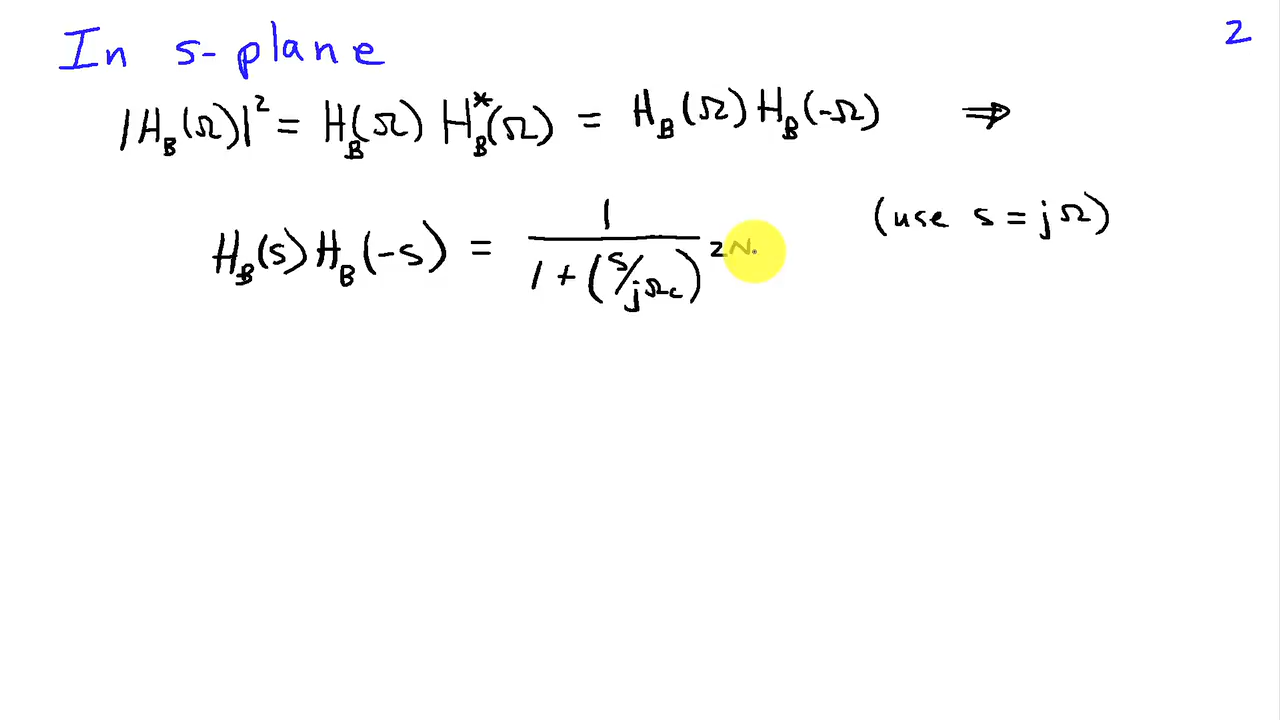 In s-plane
2
|H_B(Ω)|² = H_B(Ω) H_B^*(Ω) = H_B(Ω) H_B(-Ω) ⇒
H_B(s) H_B(-s) = 1 / (1 + (s/jΩ_c)^{2N}) (use s = jΩ)